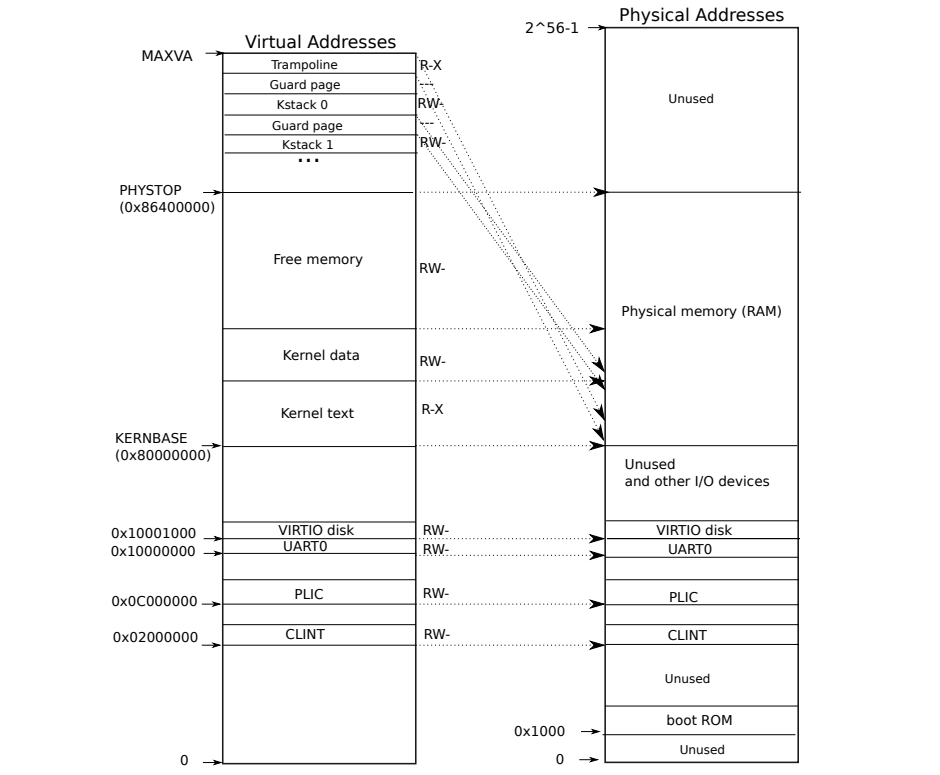 Physical Addresses
2^56-1
Virtual Addresses
MAXVA
Trampoline
R-X
Guard page
---
Unused
Kstack 0
RW-
Guard page
---
Kstack 1
RW-
...
PHYSTOP
(0x86400000)
Free memory
RW-
Physical memory (RAM)
Kernel data
RW-
Kernel text
R-X
KERNBASE
(0x80000000)
Unused
and other I/O devices
0x10001000
VIRTIO disk
RW-
VIRTIO disk
0x10000000
UART0
RW-
UART0
0x0C000000
PLIC
RW-
PLIC
0x02000000
CLINT
RW-
CLINT
Unused
boot ROM
0x1000
Unused
0
0